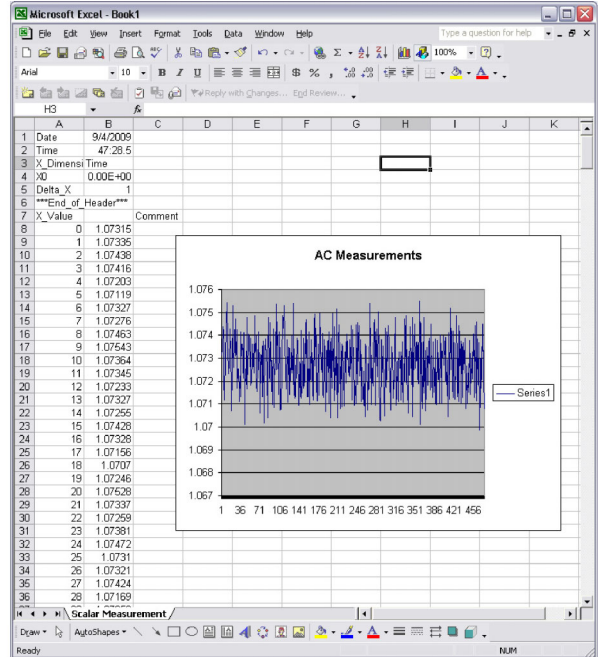 Microsoft Excel - Book1
File Edit View Insert Format Tools Data Window Help Type a question for help
100%
Arial 10 B I U $ % ,
Reply with Changes... End Review...
H3 fx
A B C D E F G H I J K
1 Date 9/4/2009
2 Time 47:28.5
3 X_Dimensi Time
4 X0 0.00E+00
5 Delta_X 1
6 ***End_of_Header***
7 X_Value Comment
8 0 1.07315
9 1 1.07335
10 2 1.07438
11 3 1.07416
12 4 1.07203
13 5 1.07119
14 6 1.07327
15 7 1.07276
16 8 1.07463
17 9 1.07543
18 10 1.07364
19 11 1.07345
20 12 1.07233
21 13 1.07327
22 14 1.07255
23 15 1.07428
24 16 1.07328
25 17 1.07156
26 18 1.0707
27 19 1.07246
28 20 1.07528
29 21 1.07337
30 22 1.07259
31 23 1.07381
32 24 1.07472
33 25 1.0731
34 26 1.07321
35 27 1.07424
36 28 1.07169
AC Measurements
1.076
1.075
1.074
1.073
1.072
1.071
1.07
1.069
1.068
1.067
1 36 71 106 141 176 211 246 281 316 351 386 421 456
Series1
Scalar Measurement
Draw AutoShapes
Ready NUM